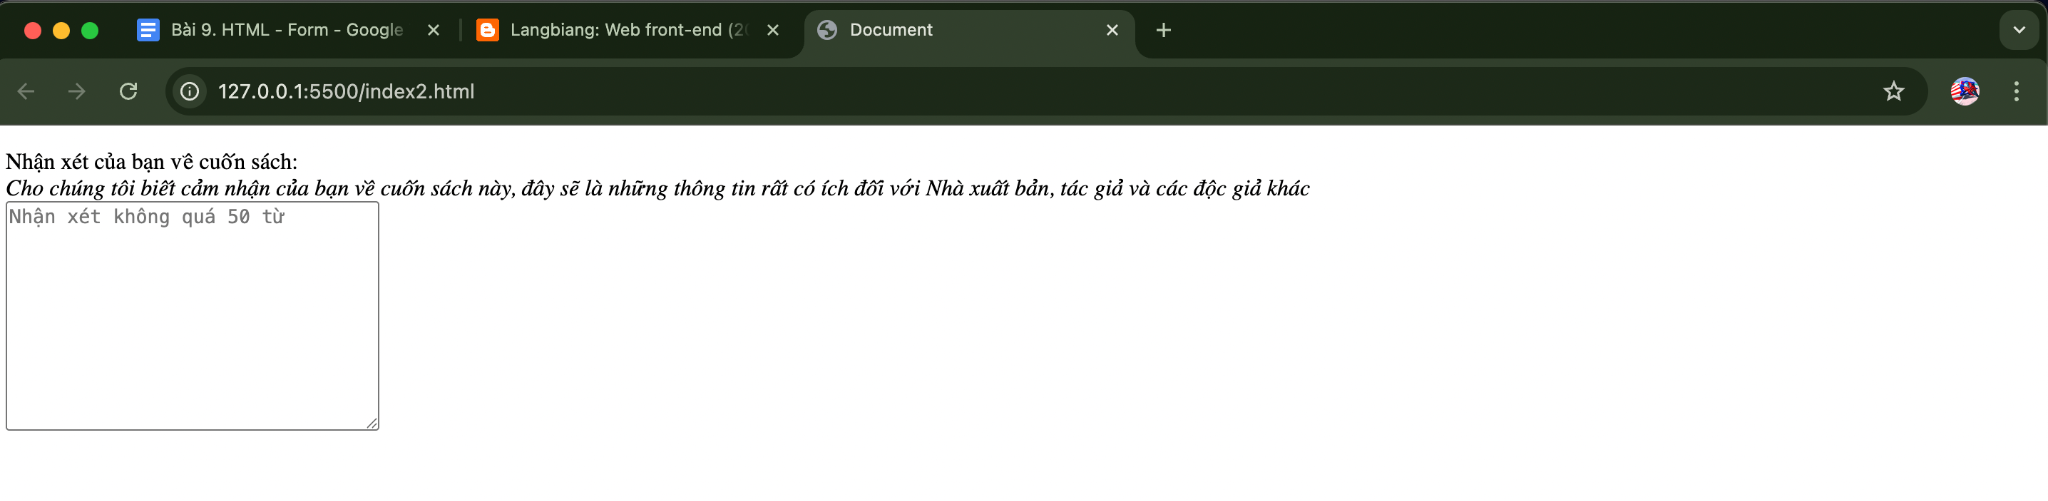 Bài 9. HTML - Form - Google
Langbiang: Web front-end (20
Document
127.0.0.1:5500/index2.html
Nhận xét của bạn về cuốn sách:
Cho chúng tôi biết cảm nhận của bạn về cuốn sách này, đây sẽ là những thông tin rất có ích đối với Nhà xuất bản, tác giả và các độc giả khác
Nhận xét không quá 50 từ